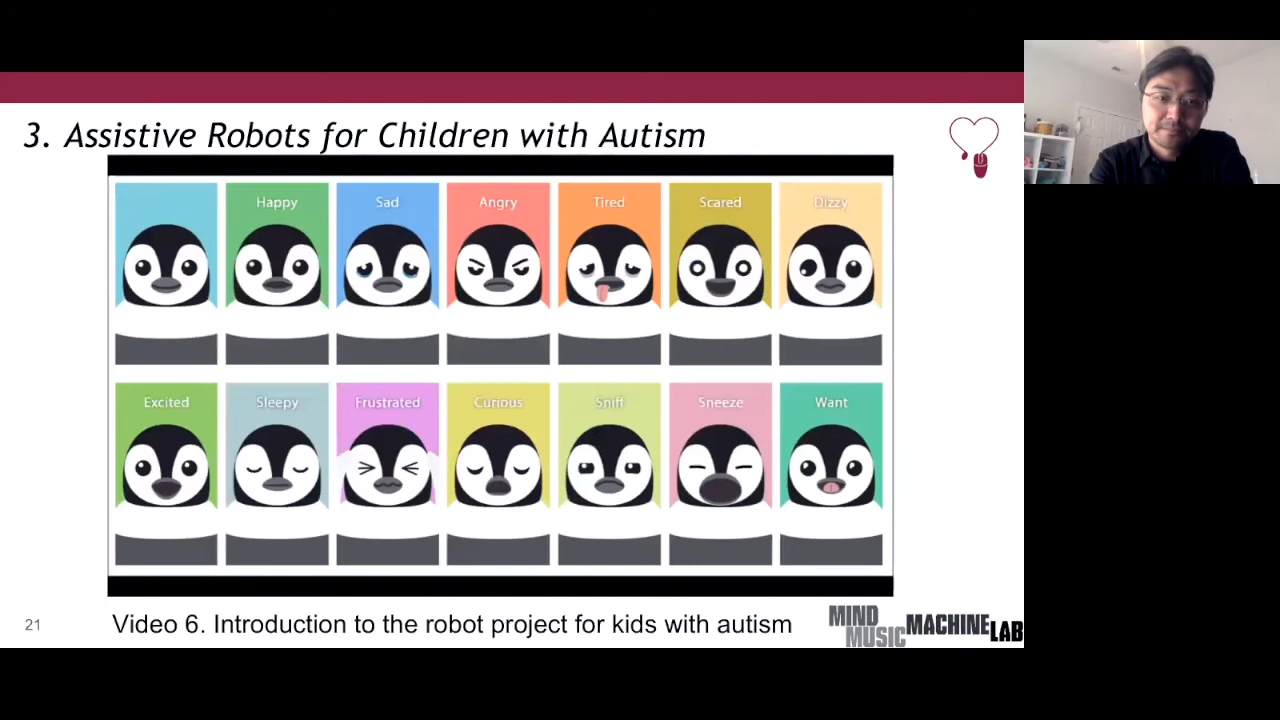 3. Assistive Robots for Children with Autism
Happy
Sad
Angry
Tired
Scared
Dizzy
Excited
Sleepy
Frustrated
Curious
Sniff
Sneeze
Want
21
Video 6. Introduction to the robot project for kids with autism
MIND
MUSIC
MACHINE
LAB